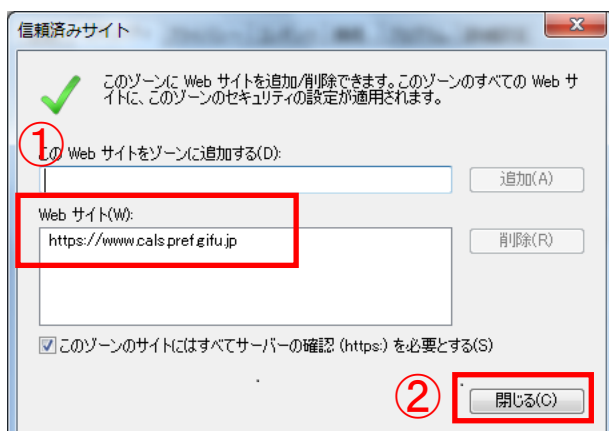 信頼済みサイト
このゾーンに Web サイトを追加/削除できます。このゾーンのすべての Web サ
イトに、このゾーンのセキュリティの設定が適用されます。
①
この Web サイトをゾーンに追加する(D):
追加(A)
Web サイト(W):
https://www.cals.pref.gifu.jp
削除(R)
このゾーンのサイトにはすべてサーバーの確認 (https:) を必要とする(S)
②
閉じる(C)